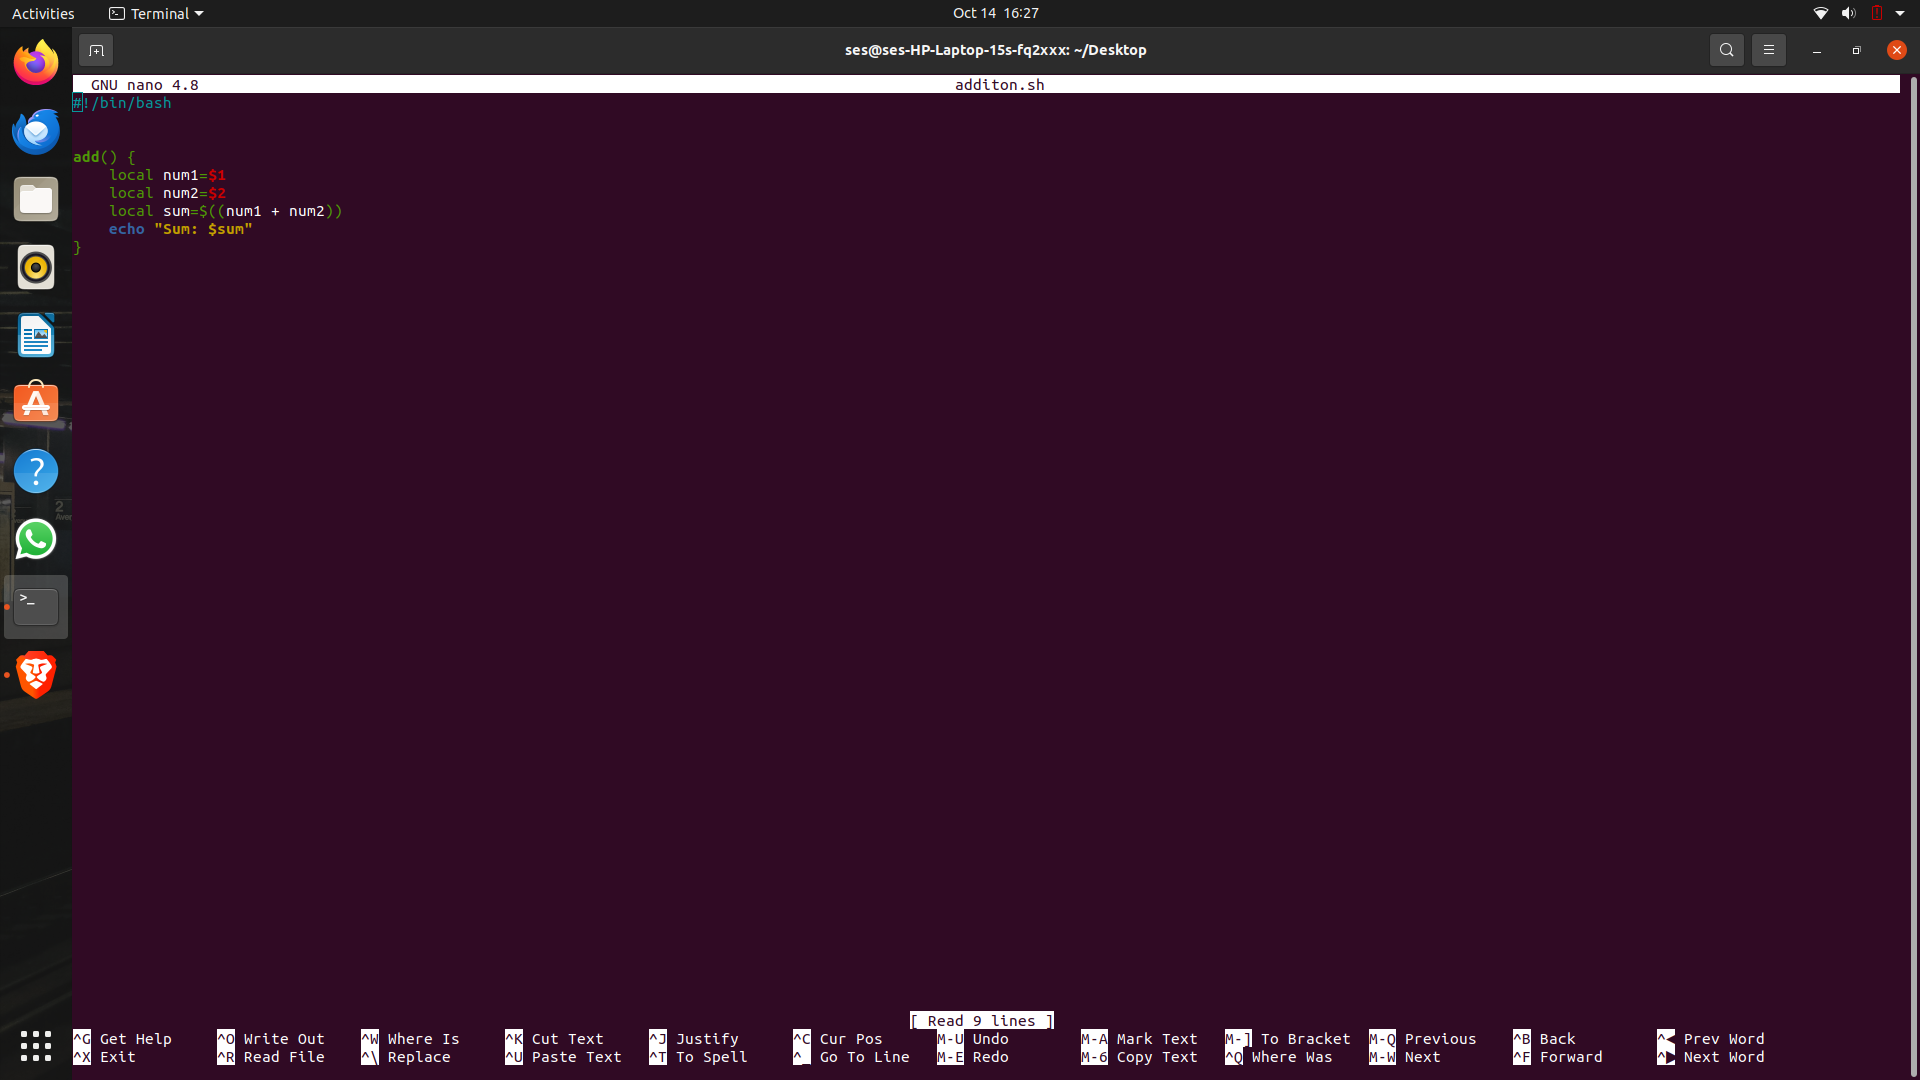 Activities
Terminal
Oct 14 16:27
ses@ses-HP-Laptop-15s-fq2xxx: ~/Desktop
GNU nano 4.8 additon.sh
#!/bin/bash
add() {
    local num1=$1
    local num2=$2
    local sum=$((num1 + num2))
    echo "Sum: $sum"
}
[ Read 9 lines ]
^G Get Help ^O Write Out ^W Where Is ^K Cut Text ^J Justify ^C Cur Pos M-U Undo M-A Mark Text M-] To Bracket M-Q Previous ^B Back ^◀ Prev Word
^X Exit ^R Read File ^\ Replace ^U Paste Text ^T To Spell ^_ Go To Line M-E Redo M-6 Copy Text ^Q Where Was M-W Next ^F Forward ^▶ Next Word